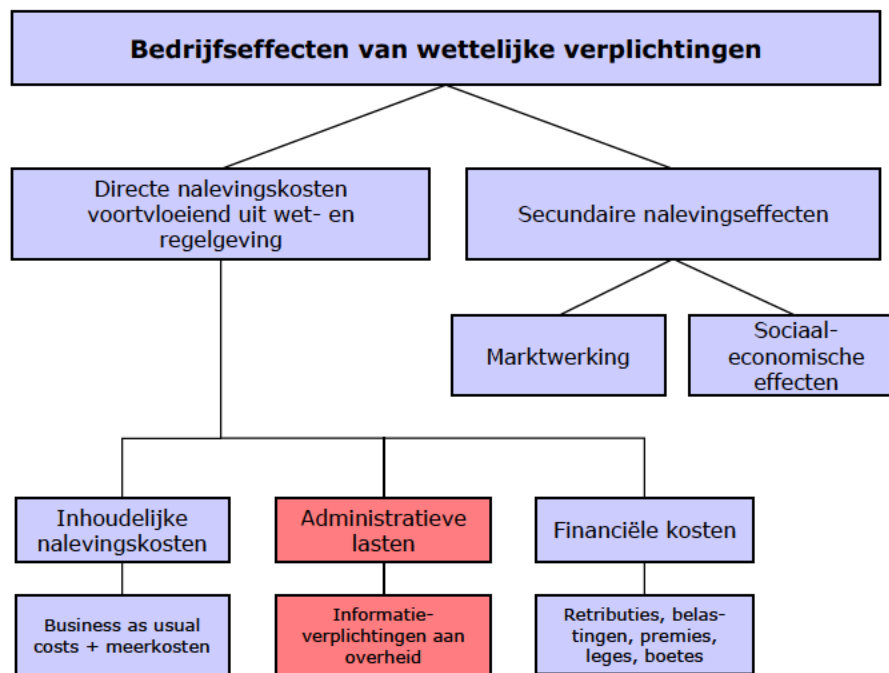 Bedrijfseffecten van wettelijke verplichtingen
Directe nalevingskosten
voortvloeiend uit wet- en
regelgeving
Secundaire nalevingseffecten
Marktwerking
Sociaal-
economische
effecten
Inhoudelijke
nalevingskosten
Administratieve
lasten
Financiële kosten
Business as usual
costs + meerkosten
Informatie-
verplichtingen aan
overheid
Retributies, belas-
tingen, premies,
leges, boetes